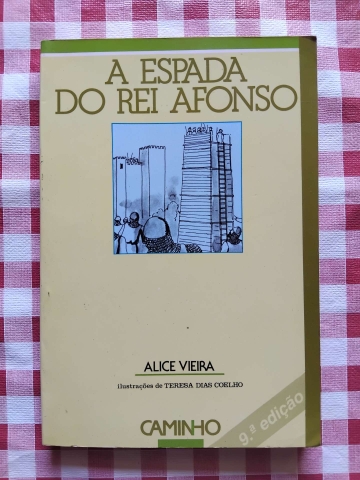 A ESPADA
DO REI AFONSO
ALICE VIEIRA
ilustrações de TERESA DIAS COELHO
9.ª edição
CAMINHO